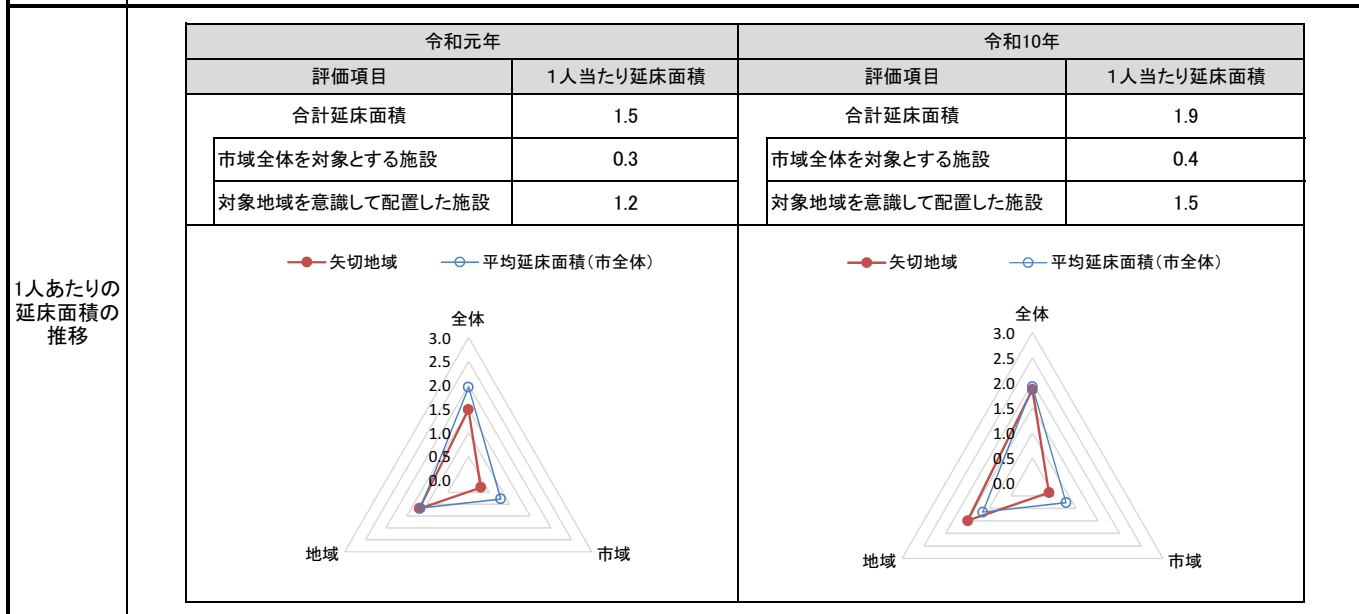 1人あたりの
延床面積の
推移
令和元年
評価項目 1人当たり延床面積
合計延床面積 1.5
市域全体を対象とする施設 0.3
対象地域を意識して配置した施設 1.2
矢切地域 平均延床面積(市全体)
全体
3.0
2.5
2.0
1.5
1.0
0.5
0.0
地域 市域
令和10年
評価項目 1人当たり延床面積
合計延床面積 1.9
市域全体を対象とする施設 0.4
対象地域を意識して配置した施設 1.5
矢切地域 平均延床面積(市全体)
全体
3.0
2.5
2.0
1.5
1.0
0.5
0.0
地域 市域